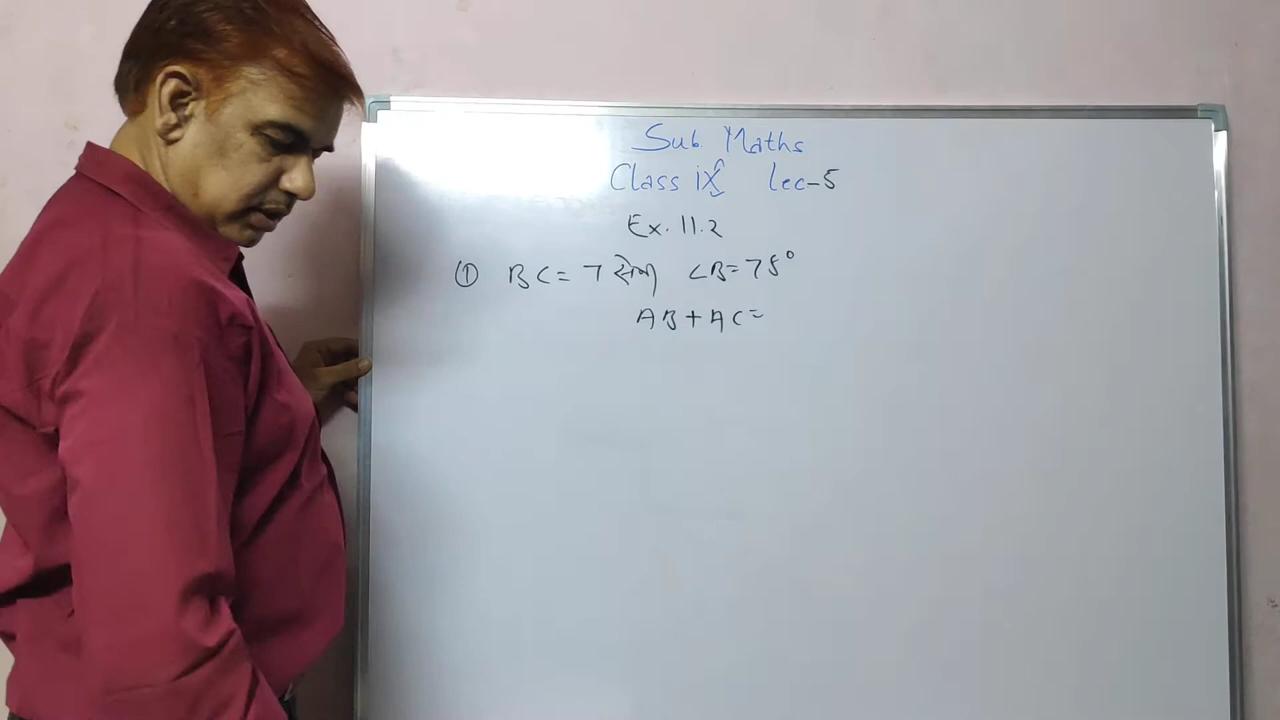 Sub. Maths
Class iX Lec-5
Ex. 11.2
① BC = 7 सेमी ∠B = 75°
AB + AC =